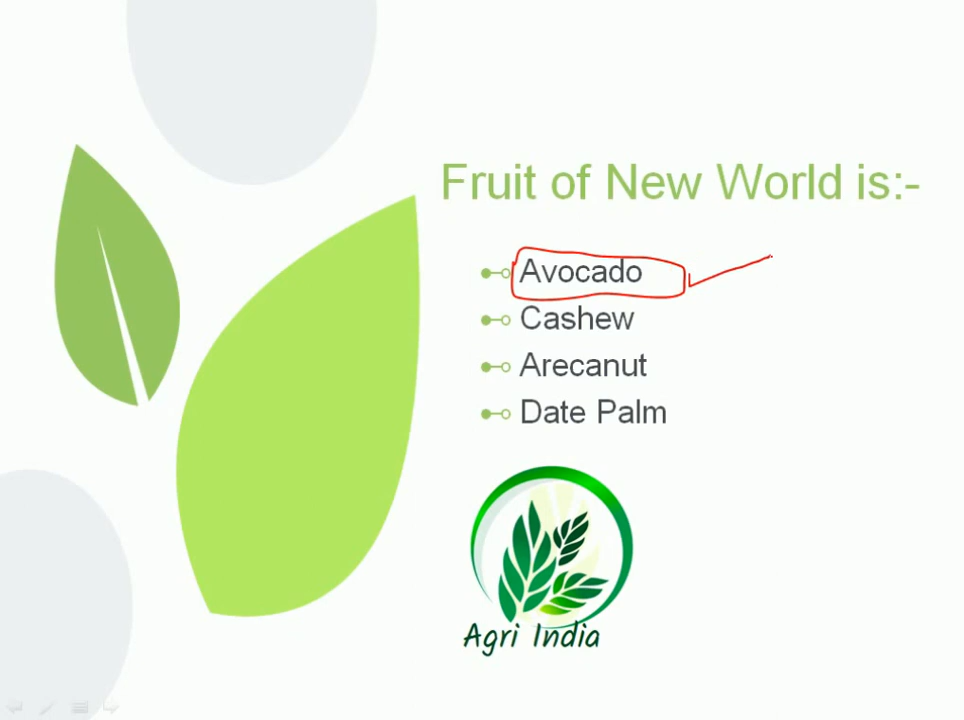 Fruit of New World is:-
Avocado
Cashew
Arecanut
Date Palm
Agri India